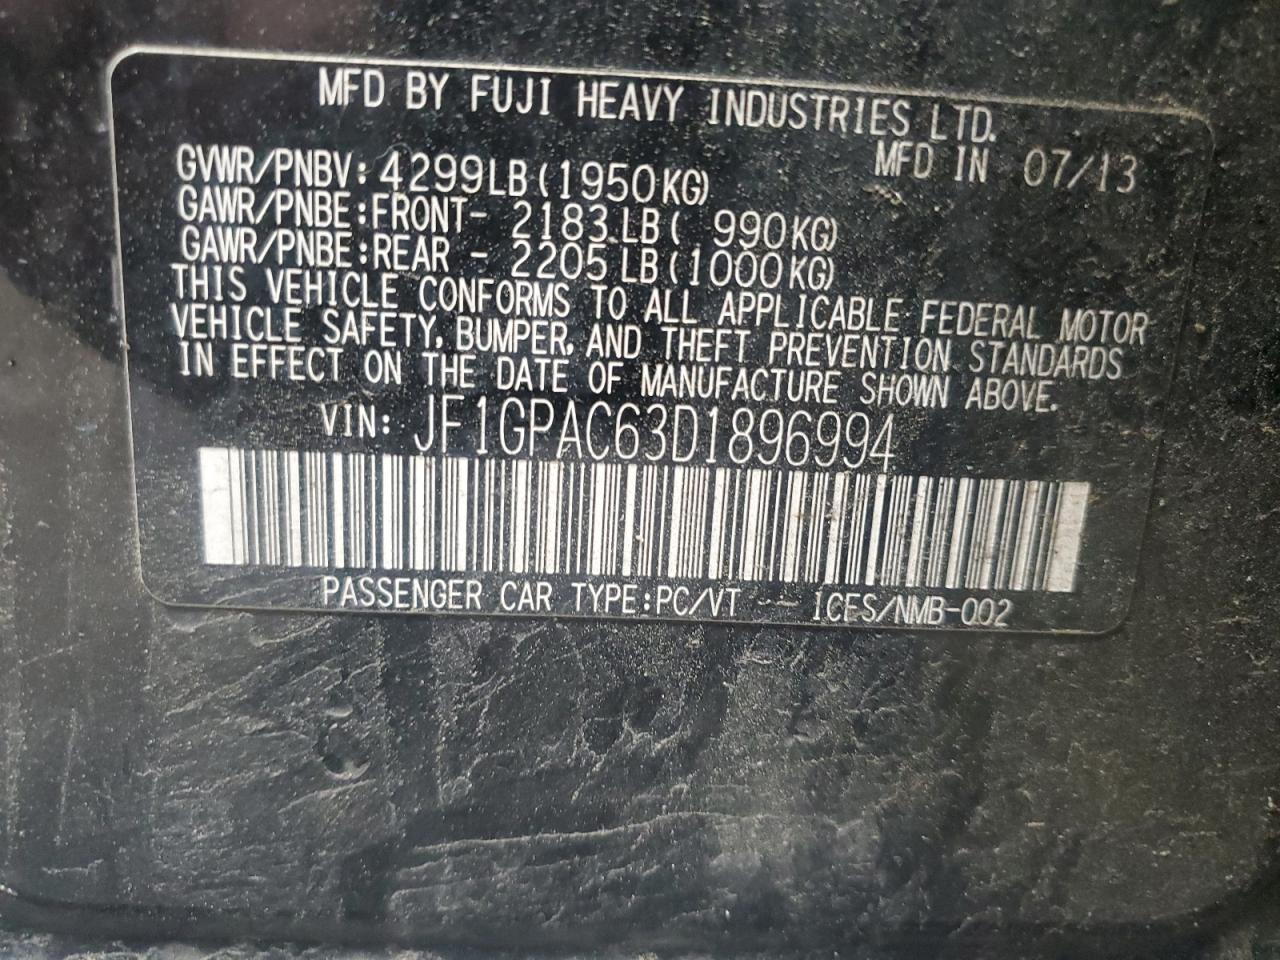 MFD BY FUJI HEAVY INDUSTRIES LTD.
MFD IN 07/13
GVWR/PNBV: 4299LB(1950KG)
GAWR/PNBE:FRONT- 2183LB( 990KG)
GAWR/PNBE:REAR - 2205LB(1000KG)
THIS VEHICLE CONFORMS TO ALL APPLICABLE FEDERAL MOTOR
VEHICLE SAFETY, BUMPER, AND THEFT PREVENTION STANDARDS
IN EFFECT ON THE DATE OF MANUFACTURE SHOWN ABOVE.
VIN: JF1GPAC63D1896994
PASSENGER CAR TYPE:PC/VT -- ICES/NMB-002